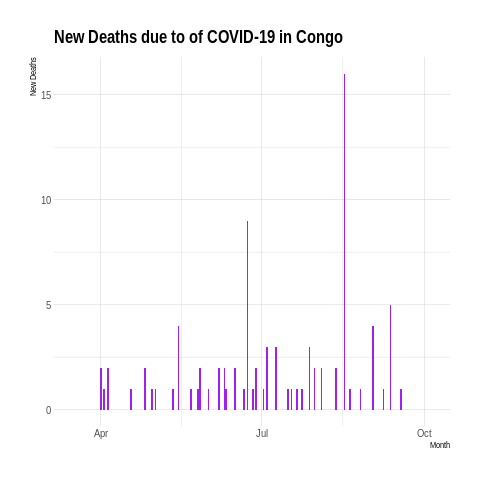 New Deaths due to of COVID-19 in Congo
New Deaths
15
10
5
0
Apr
Jul
Oct
Month